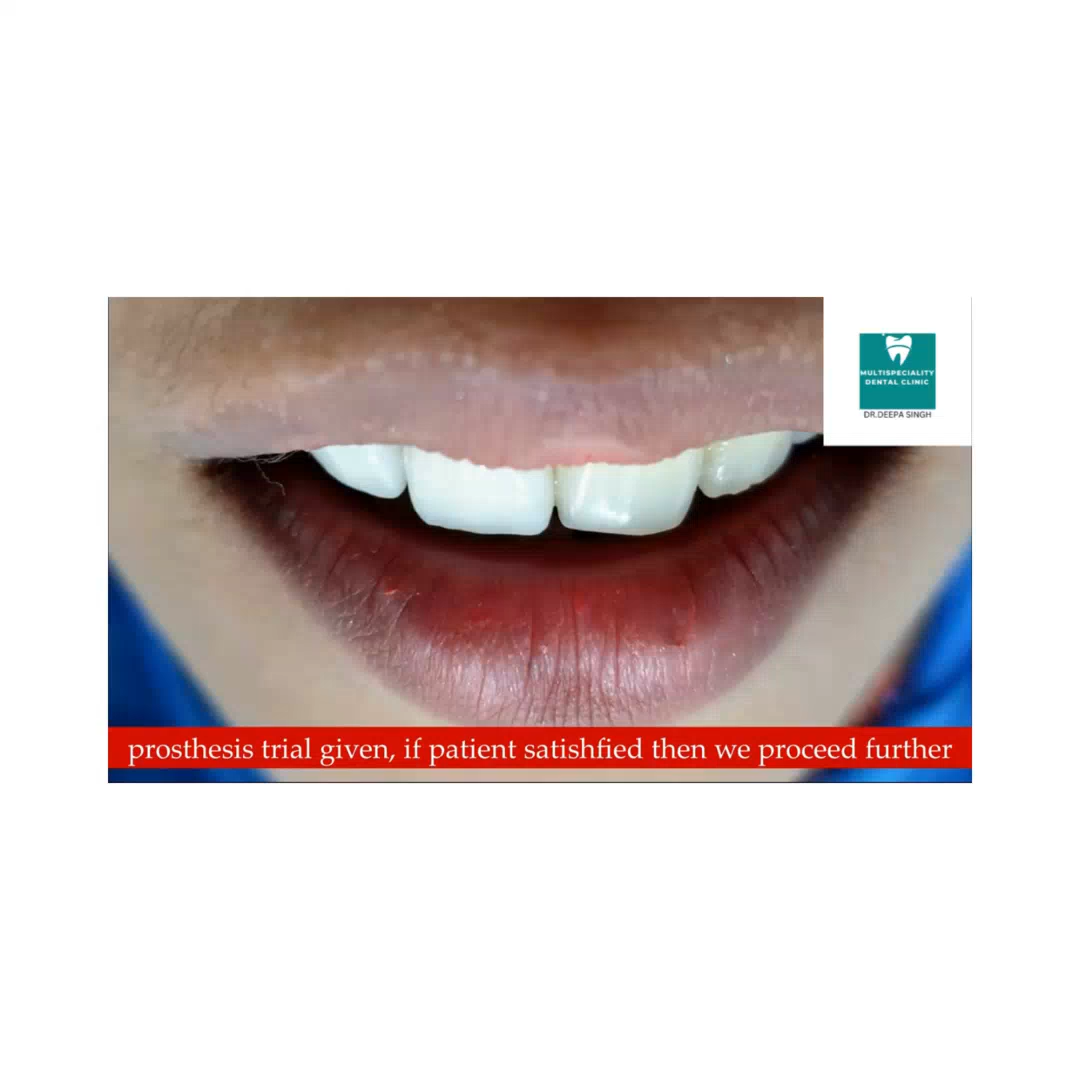 MULTISPECIALITY
DENTAL CLINIC
DR.DEEPA SINGH
prosthesis trial given, if patient satishfied then we proceed further